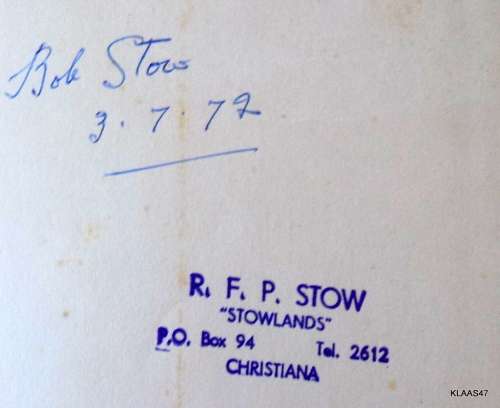 Bob Stow
3.7.72
R. F. P. STOW
"STOWLANDS"
P.O. Box 94 Tel. 2612
CHRISTIANA
KLAAS47